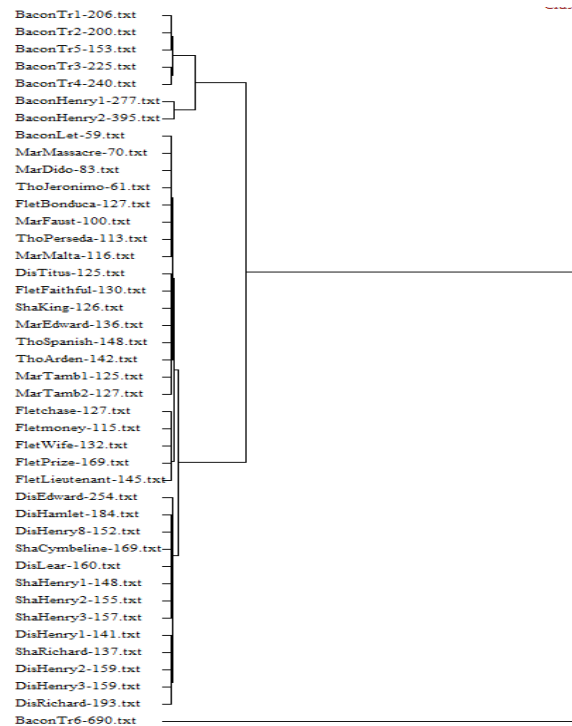 BaconTr1-206.txt
BaconTr2-200.txt
BaconTr5-153.txt
BaconTr3-225.txt
BaconTr4-240.txt
BaconHenry1-277.txt
BaconHenry2-395.txt
BaconLet-59.txt
MarMassacre-70.txt
MarDido-83.txt
ThoJeronimo-61.txt
FletBonduca-127.txt
MarFaust-100.txt
ThoPerseda-113.txt
MarMalta-116.txt
DisTitus-125.txt
FletFaithful-130.txt
ShaKing-126.txt
MarEdward-136.txt
ThoSpanish-148.txt
ThoArden-142.txt
MarTamb1-125.txt
MarTamb2-127.txt
Fletchase-127.txt
Fletmoney-115.txt
FletWife-132.txt
FletPrize-169.txt
FletLieutenant-145.txt
DisEdward-254.txt
DisHamlet-184.txt
DisHenry8-152.txt
ShaCymbeline-169.txt
DisLear-160.txt
ShaHenry1-148.txt
ShaHenry2-155.txt
ShaHenry3-157.txt
DisHenry1-141.txt
ShaRichard-137.txt
DisHenry2-159.txt
DisHenry3-159.txt
DisRichard-193.txt
BaconTr6-690.txt